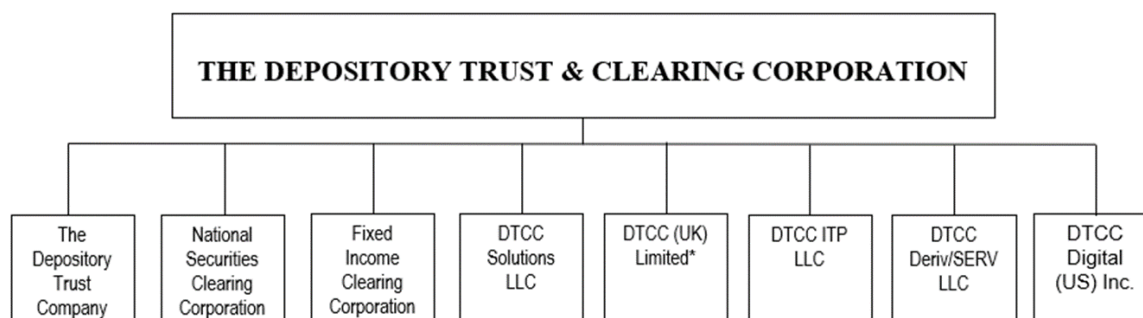 THE DEPOSITORY TRUST & CLEARING CORPORATION
The
Depository
Trust
Company
National
Securities
Clearing
Corporation
Fixed
Income
Clearing
Corporation
DTCC
Solutions
LLC
DTCC (UK)
Limited*
DTCC ITP
LLC
DTCC
Deriv/SERV
LLC
DTCC
Digital
(US) Inc.